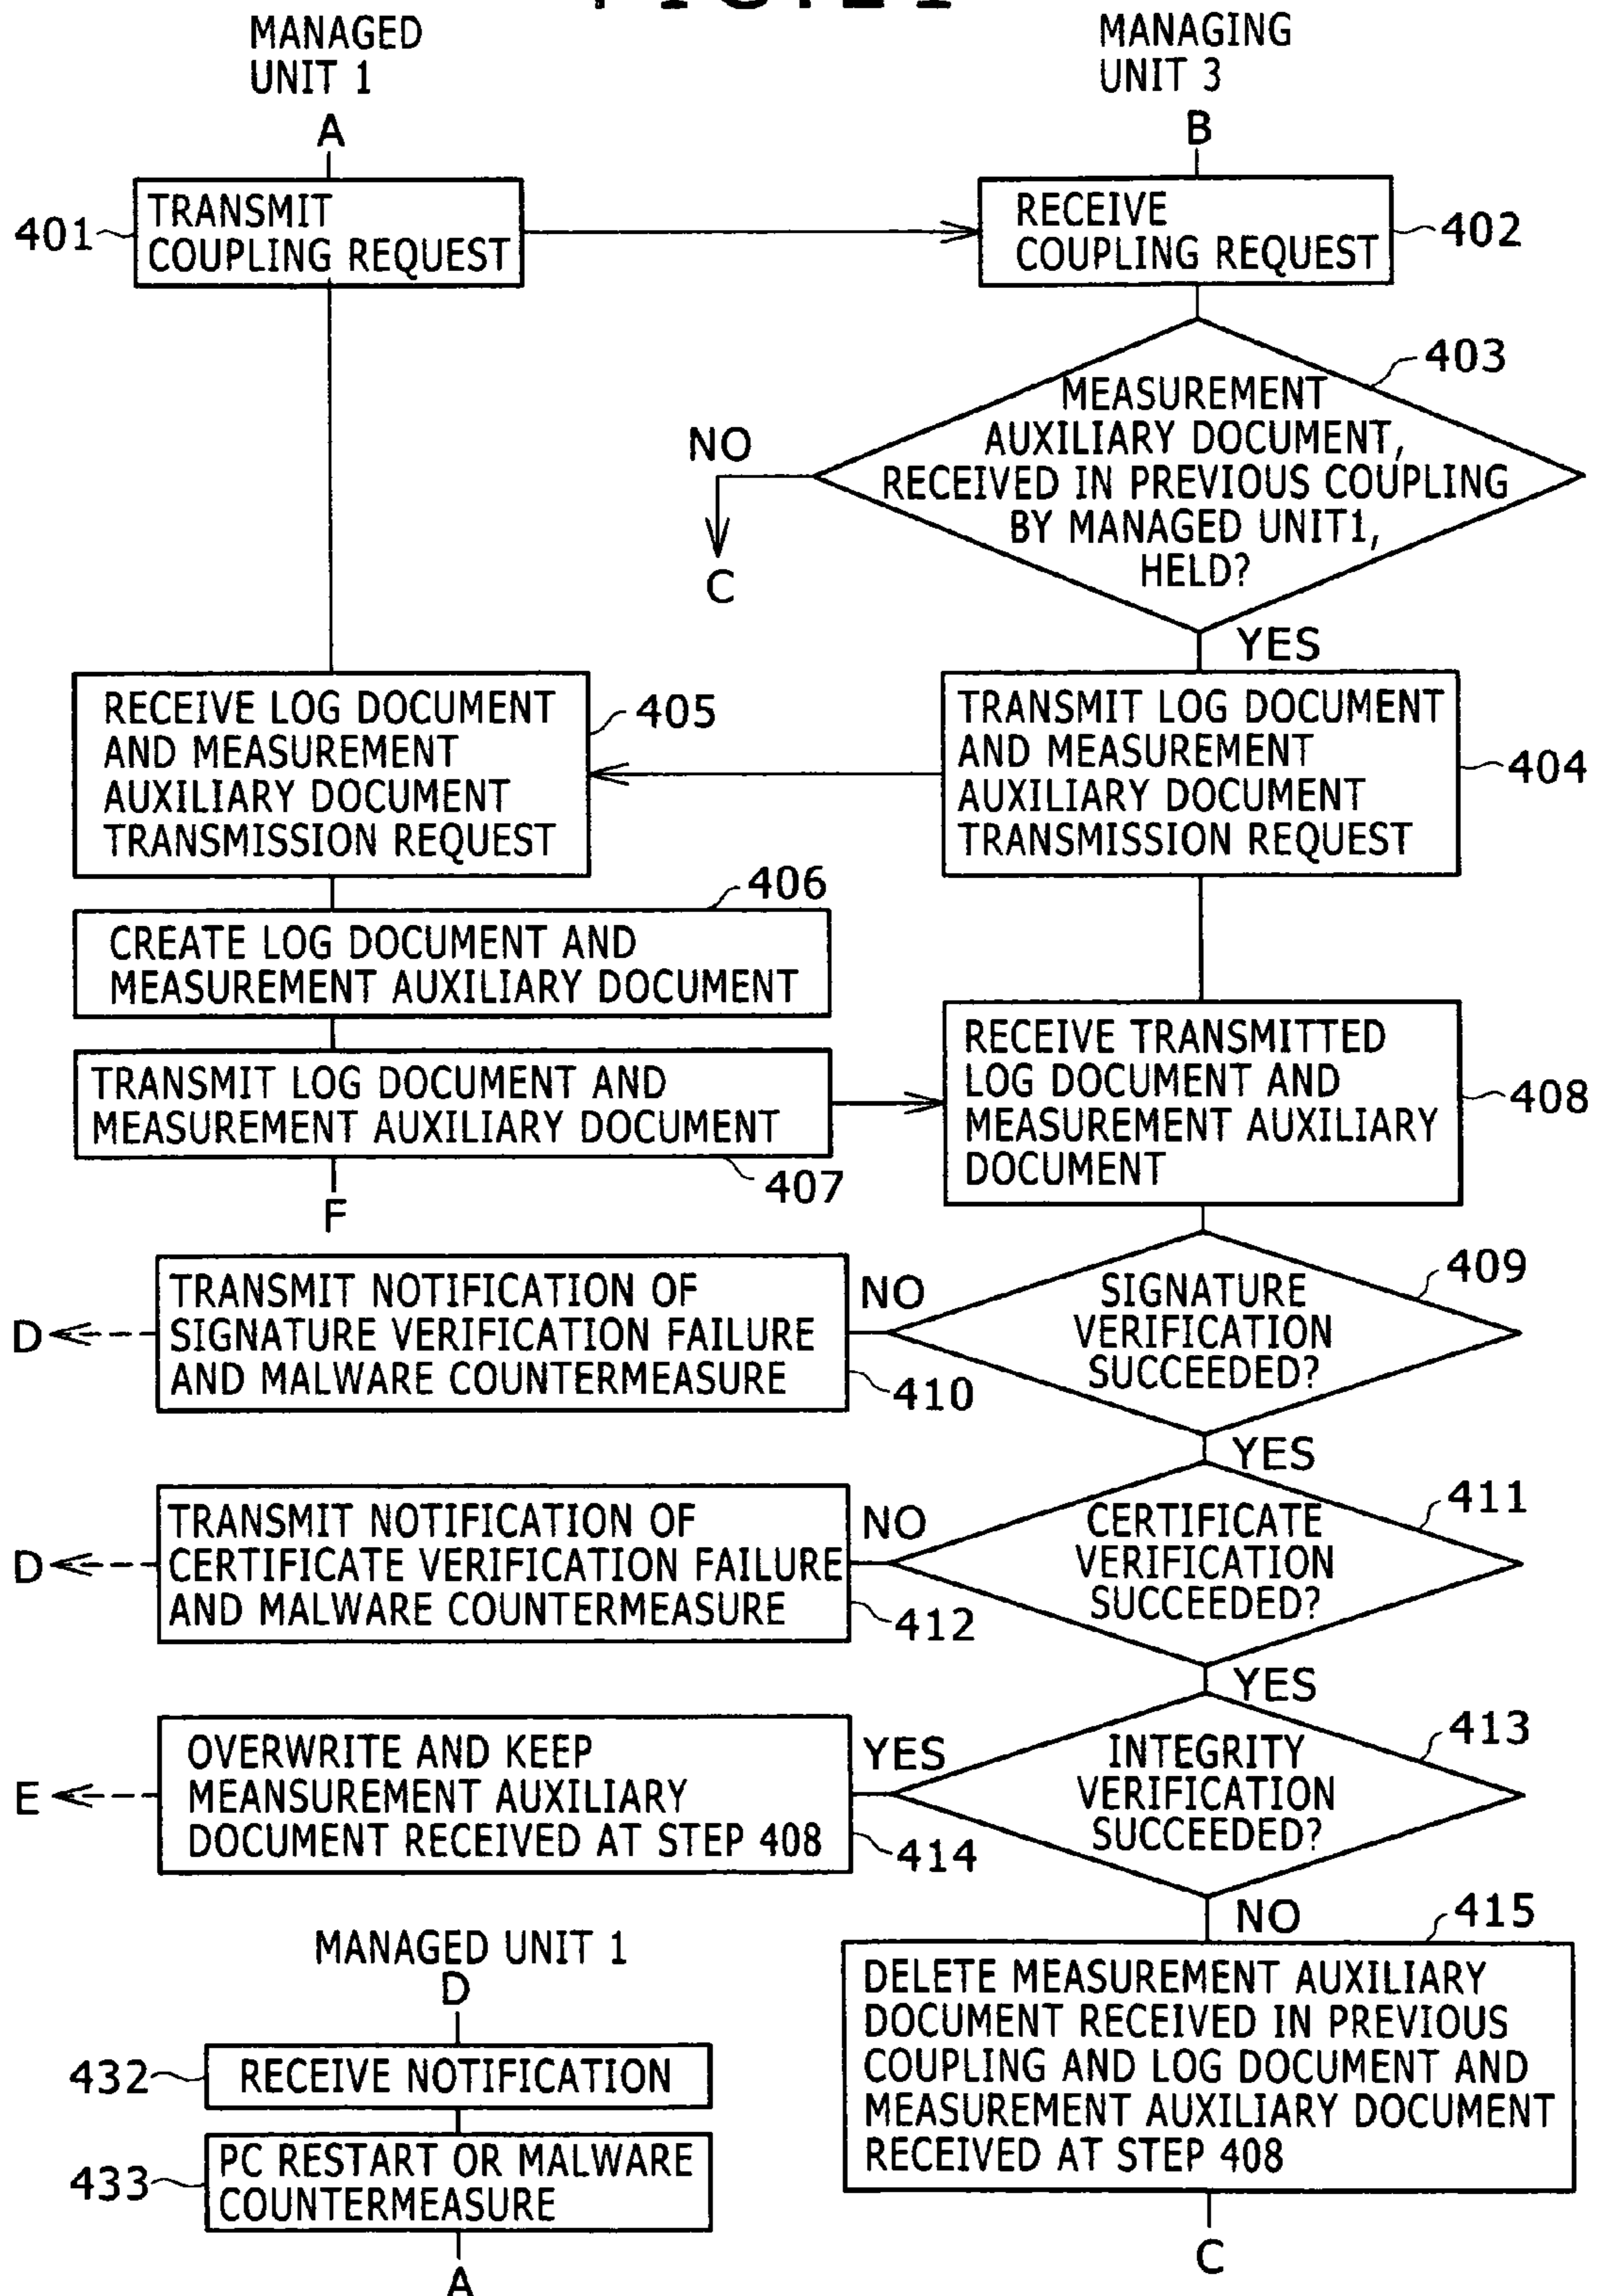 MANAGED
UNIT 1
MANAGING
UNIT 3
A
B
401
TRANSMIT
COUPLING REQUEST
RECEIVE
COUPLING REQUEST
402
403
MEASUREMENT
AUXILIARY DOCUMENT,
RECEIVED IN PREVIOUS COUPLING
BY MANAGED UNIT1,
HELD?
NO
C
YES
RECEIVE LOG DOCUMENT
AND MEASUREMENT
AUXILIARY DOCUMENT
TRANSMISSION REQUEST
405
TRANSMIT LOG DOCUMENT
AND MEASUREMENT
AUXILIARY DOCUMENT
TRANSMISSION REQUEST
404
406
CREATE LOG DOCUMENT AND
MEASUREMENT AUXILIARY DOCUMENT
TRANSMIT LOG DOCUMENT AND
MEASUREMENT AUXILIARY DOCUMENT
407
F
RECEIVE TRANSMITTED
LOG DOCUMENT AND
MEASUREMENT AUXILIARY
DOCUMENT
408
409
SIGNATURE
VERIFICATION
SUCCEEDED?
NO
TRANSMIT NOTIFICATION OF
SIGNATURE VERIFICATION FAILURE
AND MALWARE COUNTERMEASURE
410
D
YES
411
CERTIFICATE
VERIFICATION
SUCCEEDED?
NO
TRANSMIT NOTIFICATION OF
CERTIFICATE VERIFICATION FAILURE
AND MALWARE COUNTERMEASURE
412
D
YES
413
INTEGRITY
VERIFICATION
SUCCEEDED?
YES
OVERWRITE AND KEEP
MEANSUREMENT AUXILIARY
DOCUMENT RECEIVED AT STEP 408
414
E
NO
415
DELETE MEASUREMENT AUXILIARY
DOCUMENT RECEIVED IN PREVIOUS
COUPLING AND LOG DOCUMENT AND
MEASUREMENT AUXILIARY DOCUMENT
RECEIVED AT STEP 408
C
MANAGED UNIT 1
D
432
RECEIVE NOTIFICATION
433
PC RESTART OR MALWARE
COUNTERMEASURE
A